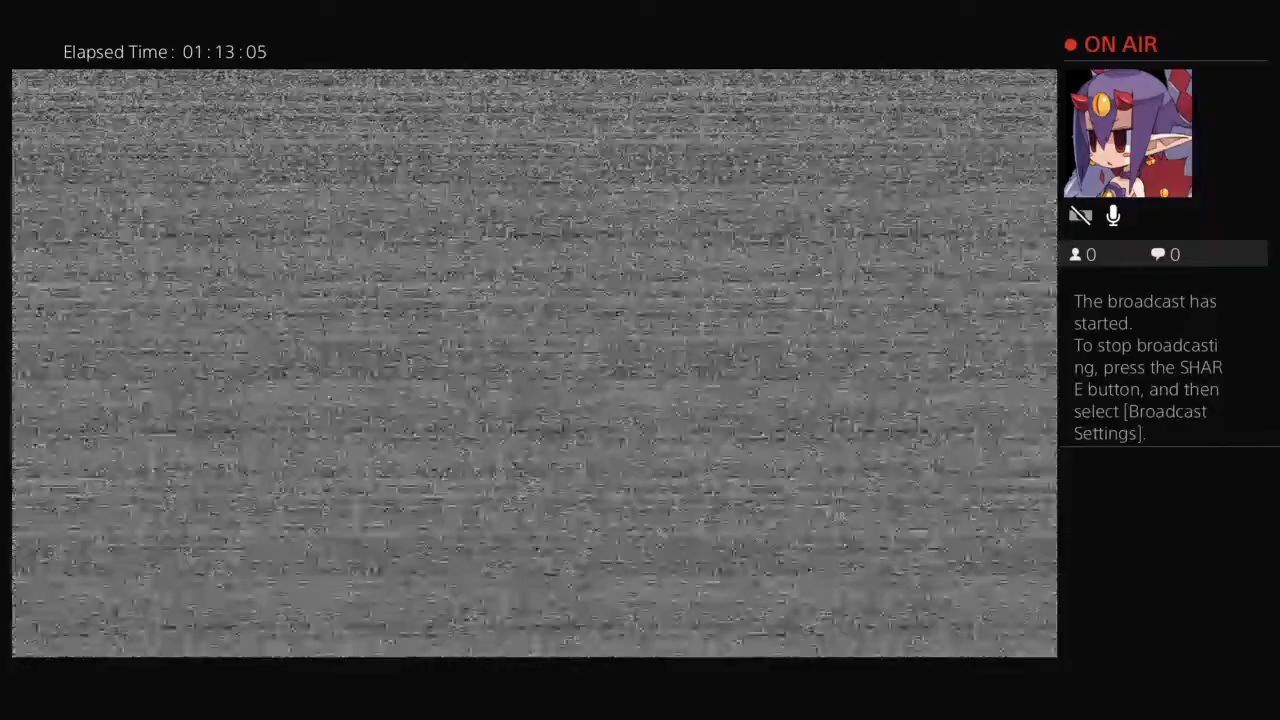 Elapsed Time: 01:13:05
ON AIR
0 0
The broadcast has
started.
To stop broadcasti
ng, press the SHAR
E button, and then
select [Broadcast
Settings].